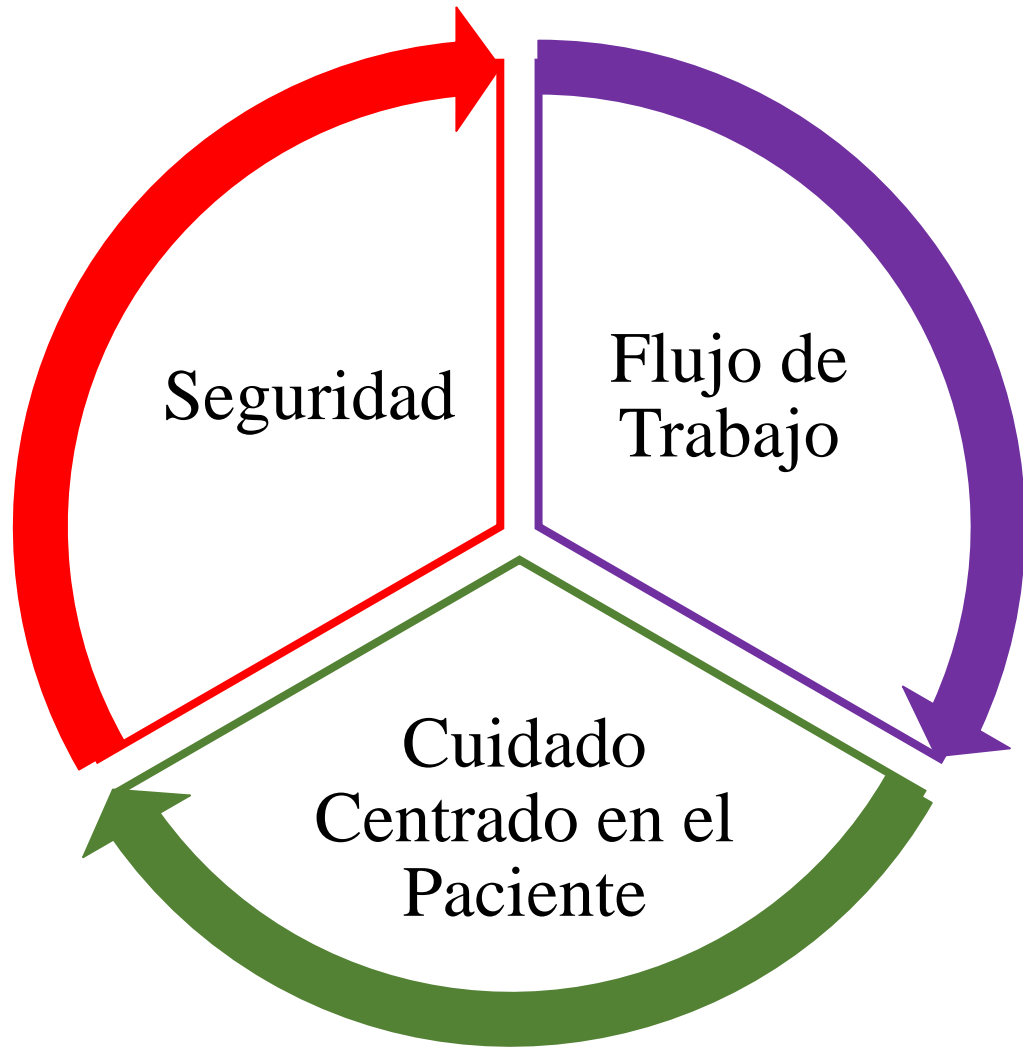 Seguridad
Flujo de
Trabajo
Cuidado
Centrado en el
Paciente